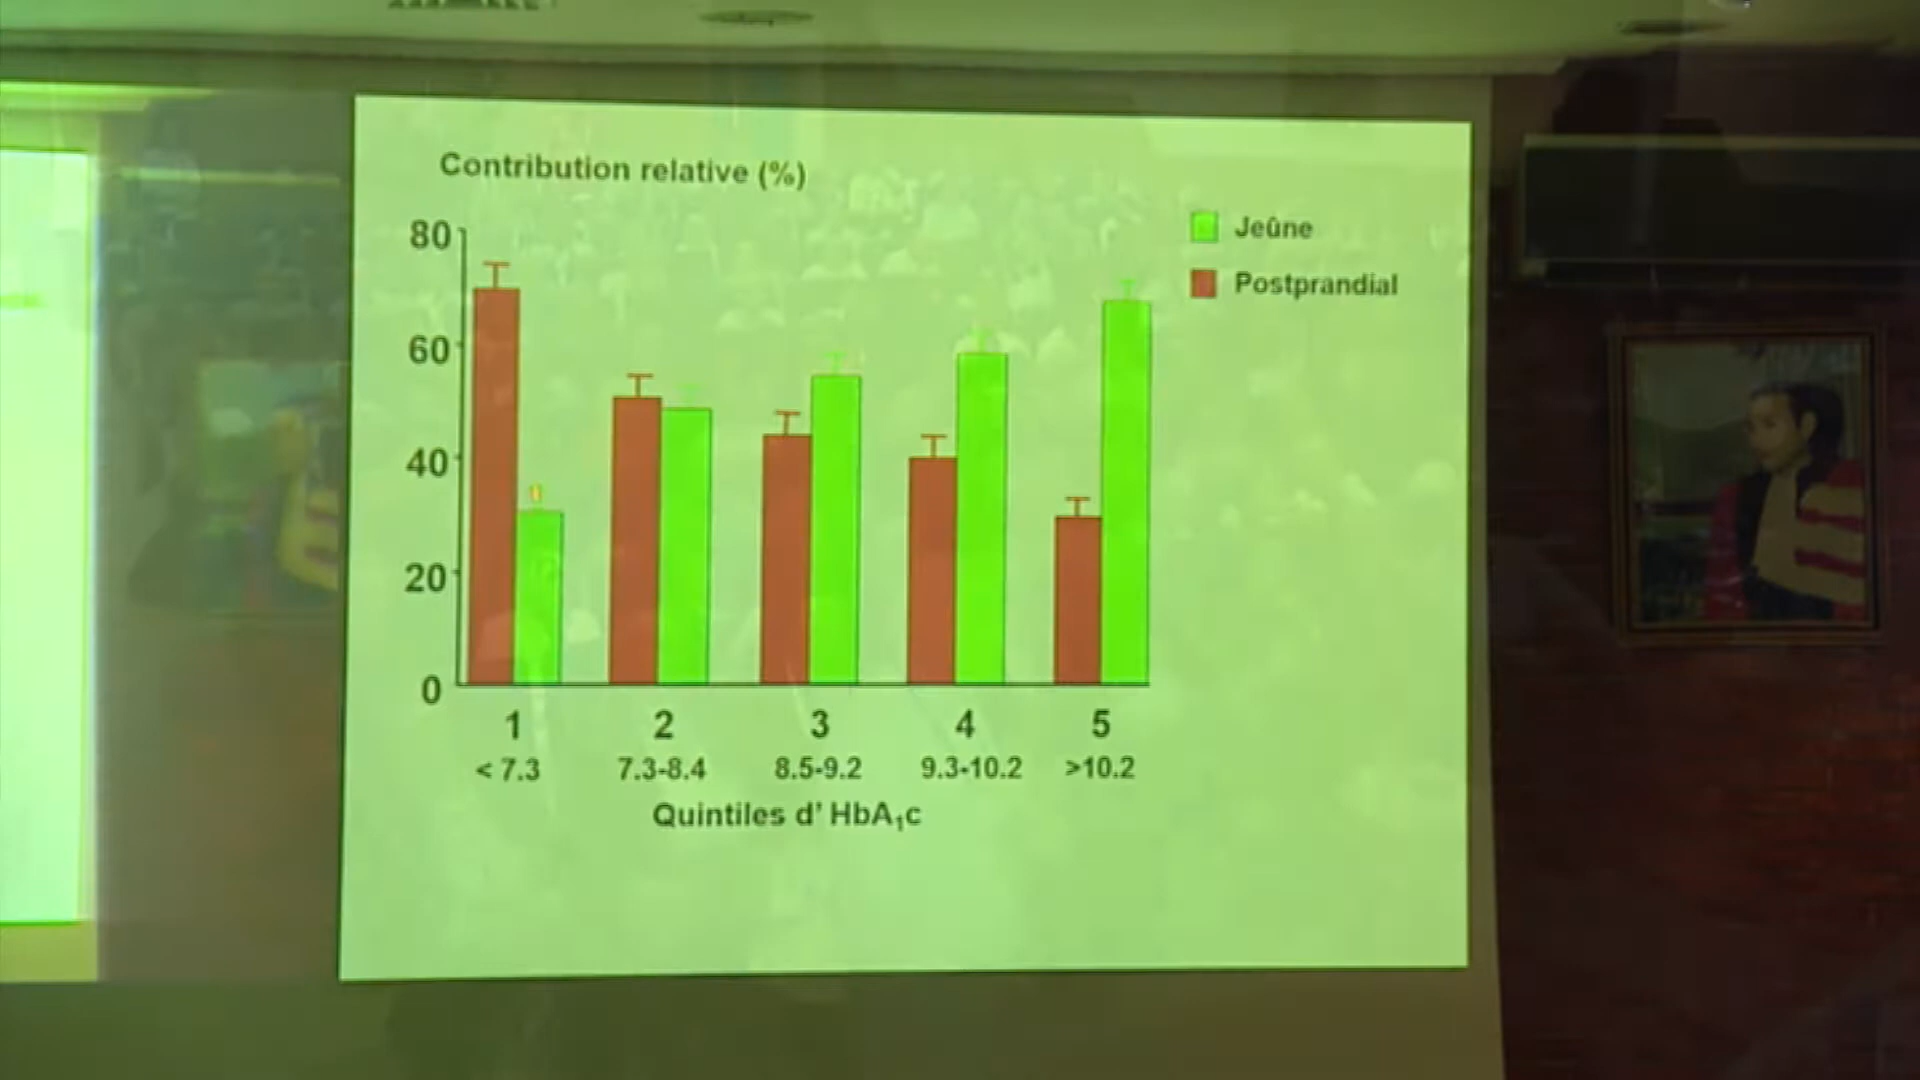 Contribution relative (%)
Jeûne
Postprandial
80
60
40
20
0
1 2 3 4 5
< 7.3 7.3-8.4 8.5-9.2 9.3-10.2 >10.2
Quintiles d' HbA₁c